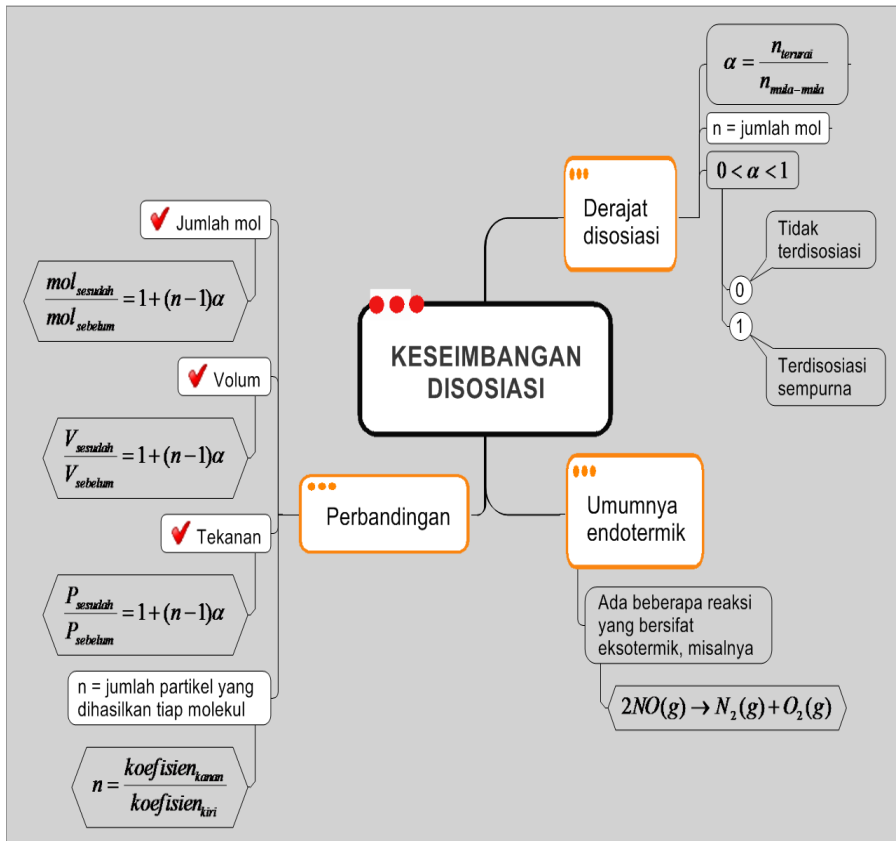 KESEIMBANGAN
DISOSIASI
Derajat
disosiasi
α = n_terurai / n_mula-mula
n = jumlah mol
0 < α < 1
0
Tidak
terdisosiasi
1
Terdisosiasi
sempurna
Umumnya
endotermik
Ada beberapa reaksi
yang bersifat
eksotermik, misalnya
2NO(g) → N₂(g) + O₂(g)
Perbandingan
Jumlah mol
mol_sesudah / mol_sebelum = 1 + (n − 1)α
Volum
V_sesudah / V_sebelum = 1 + (n − 1)α
Tekanan
P_sesudah / P_sebelum = 1 + (n − 1)α
n = jumlah partikel yang
dihasilkan tiap molekul
n = koefisien_kanan / koefisien_kiri